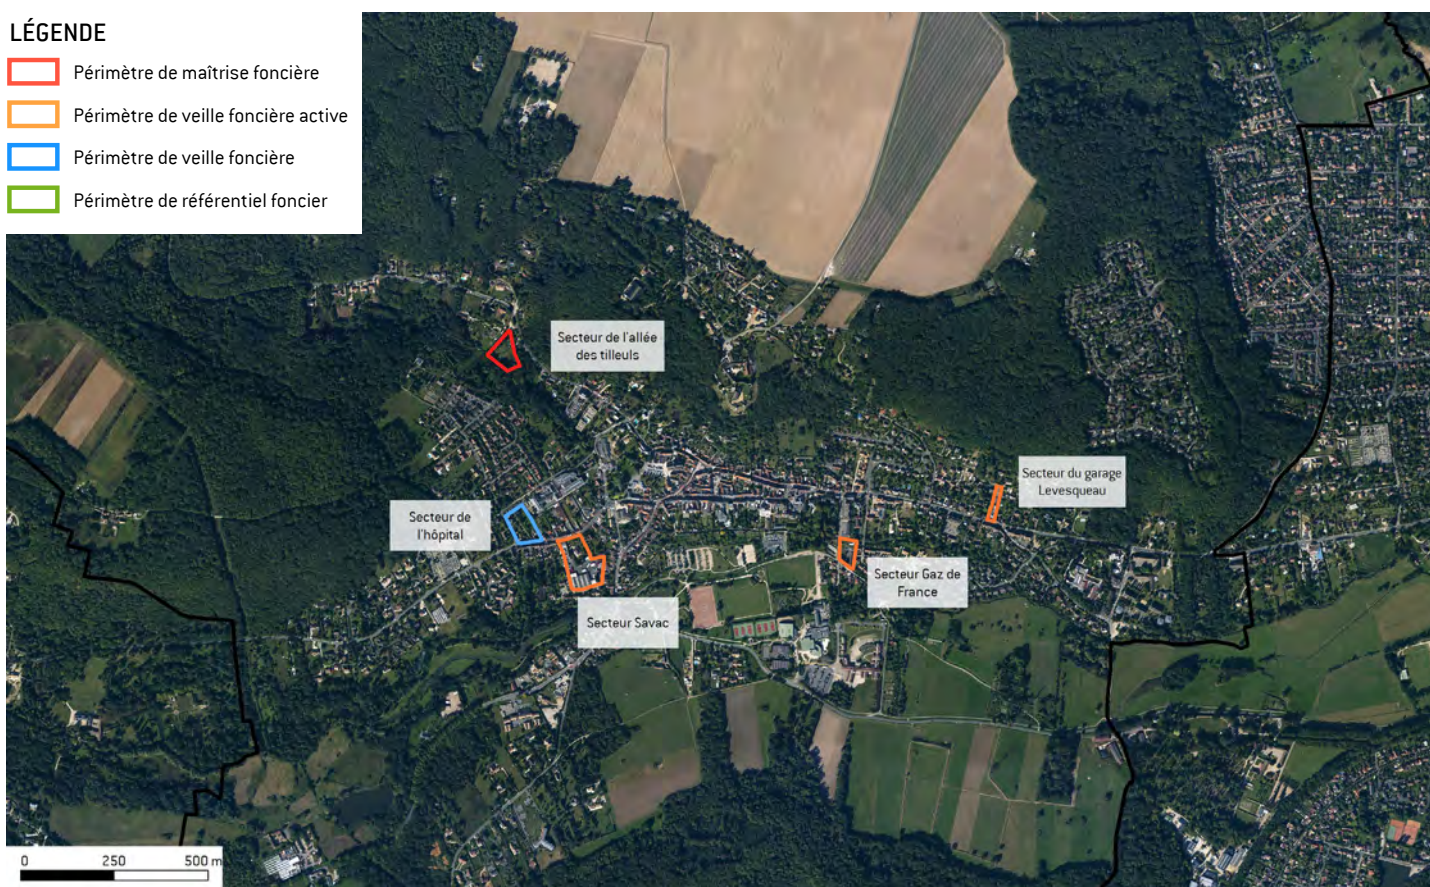 LÉGENDE
Périmètre de maîtrise foncière
Périmètre de veille foncière active
Périmètre de veille foncière
Périmètre de référentiel foncier
Secteur de l'allée
des tilleuls
Secteur du garage
Levesqueau
Secteur de
l'hôpital
Secteur Gaz de
France
Secteur Savac
0 250 500 m